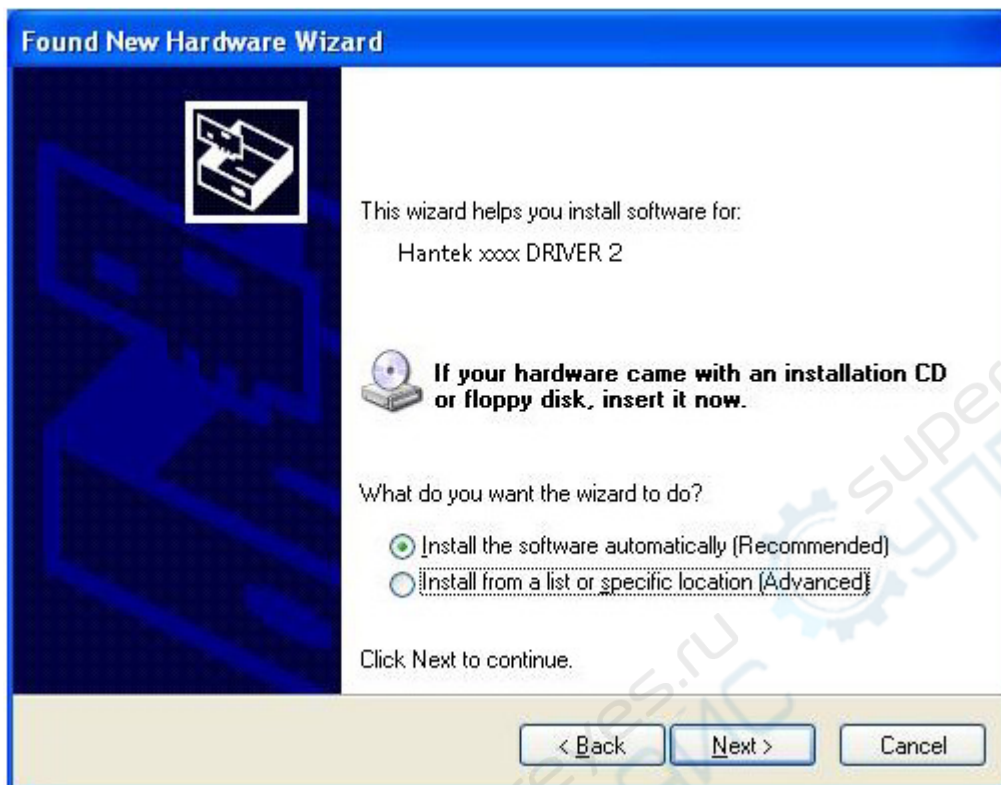 Found New Hardware Wizard
This wizard helps you install software for:
Hantek xxxx DRIVER 2
If your hardware came with an installation CD
or floppy disk, insert it now.
What do you want the wizard to do?
Install the software automatically (Recommended)
Install from a list or specific location (Advanced)
Click Next to continue.
< Back
Next >
Cancel